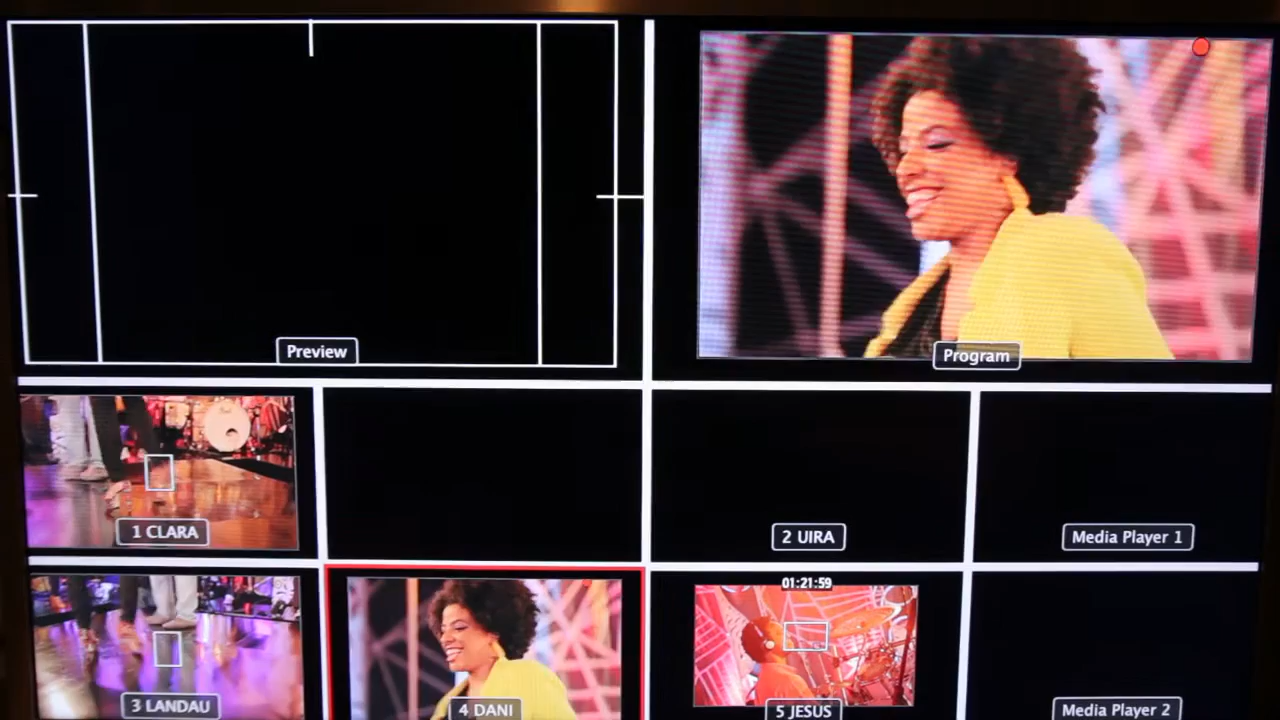 Preview
Program
1 CLARA
2 UIRA
Media Player 1
01:21:59
3 LANDAU
4 DANI
5 JESUS
Media Player 2